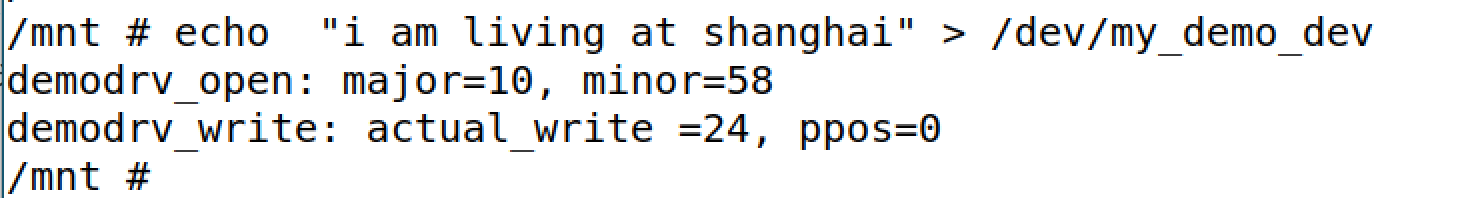 /mnt # echo  "i am living at shanghai" > /dev/my_demo_dev
demodrv_open: major=10, minor=58
demodrv_write: actual_write =24, ppos=0
/mnt #